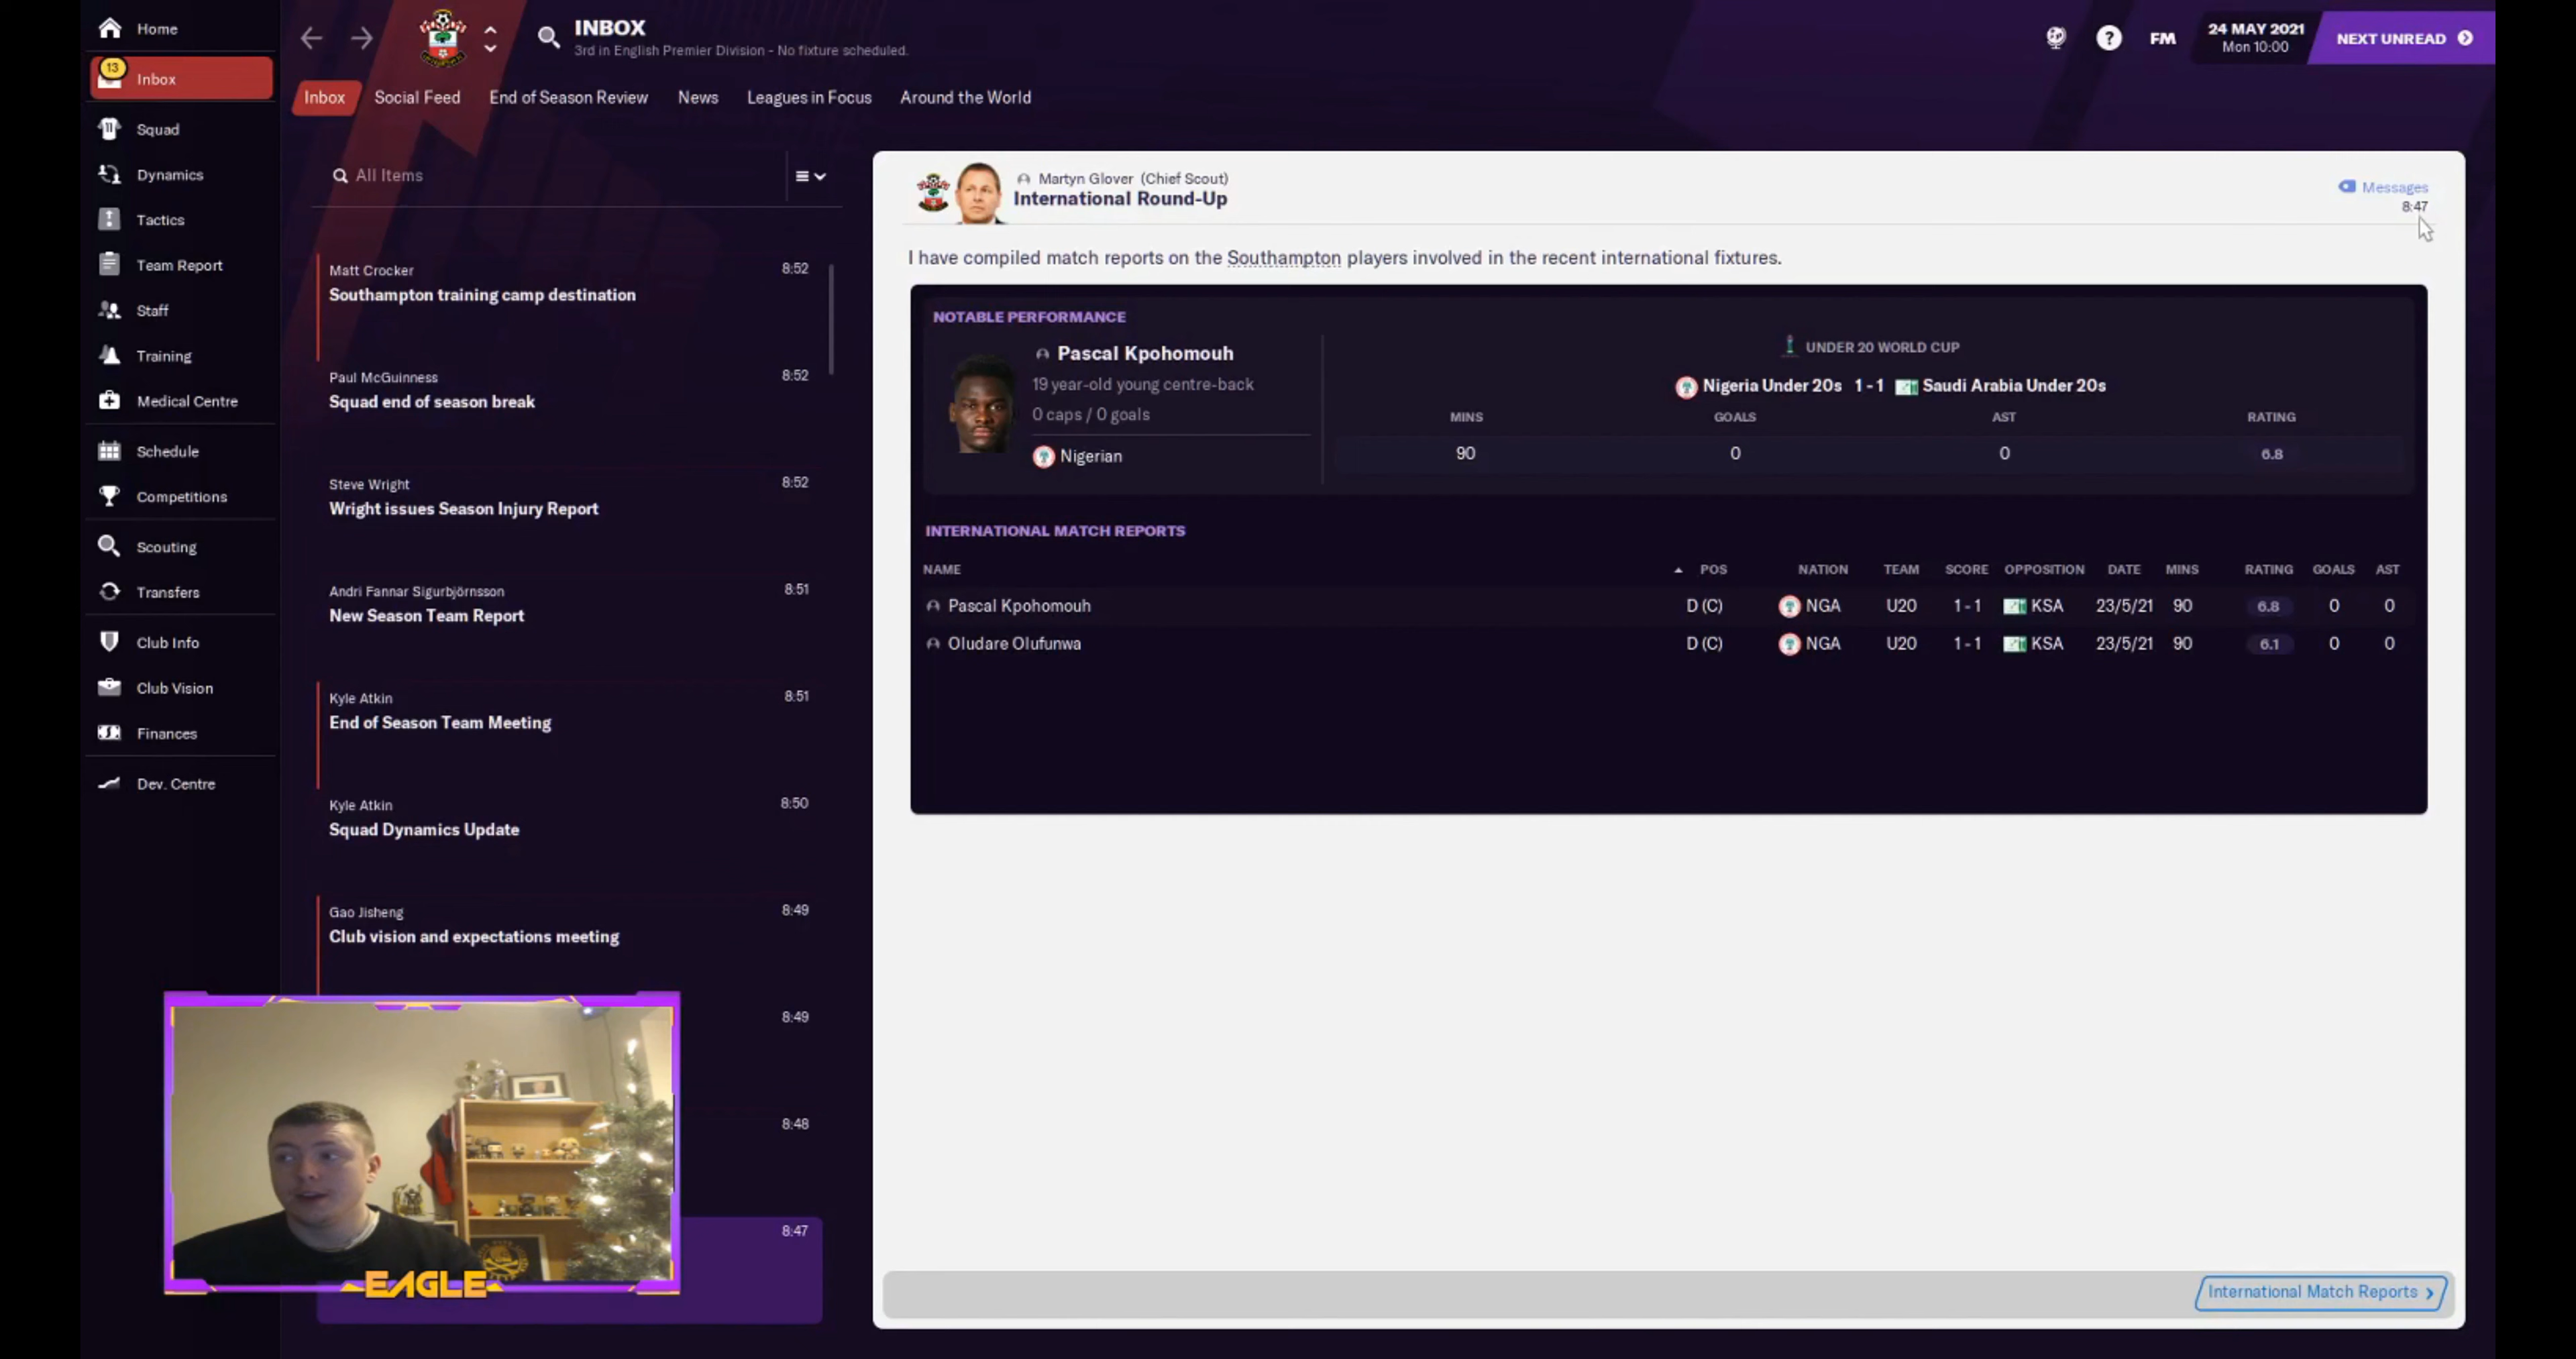 Home
13
Inbox
Squad
Dynamics
Tactics
Team Report
Staff
Training
Medical Centre
Schedule
Competitions
Scouting
Transfers
Club Info
Club Vision
Finances
Dev. Centre
INBOX
3rd in English Premier Division - No fixture scheduled.
?
FM
24 MAY 2021
Mon 10:00
NEXT UNREAD
Inbox Social Feed End of Season Review News Leagues in Focus Around the World
All Items
Matt Crocker 8:52
Southampton training camp destination
Paul McGuinness 8:52
Squad end of season break
Steve Wright 8:52
Wright issues Season Injury Report
Andri Fannar Sigurbjörnsson 8:51
New Season Team Report
Kyle Atkin 8:51
End of Season Team Meeting
Kyle Atkin 8:50
Squad Dynamics Update
Gao Jisheng 8:49
Club vision and expectations meeting
8:49
8:48
8:47
EAGLE
Martyn Glover (Chief Scout)
International Round-Up
Messages
8:47
I have compiled match reports on the Southampton players involved in the recent international fixtures.
NOTABLE PERFORMANCE
Pascal Kpohomouh
19 year-old young centre-back
0 caps / 0 goals
Nigerian
UNDER 20 WORLD CUP
Nigeria Under 20s 1 - 1 Saudi Arabia Under 20s
MINS GOALS AST RATING
90 0 0 6.8
INTERNATIONAL MATCH REPORTS
NAME POS NATION TEAM SCORE OPPOSITION DATE MINS RATING GOALS AST
Pascal Kpohomouh D (C) NGA U20 1 - 1 KSA 23/5/21 90 6.8 0 0
Oludare Olufunwa D (C) NGA U20 1 - 1 KSA 23/5/21 90 6.1 0 0
International Match Reports